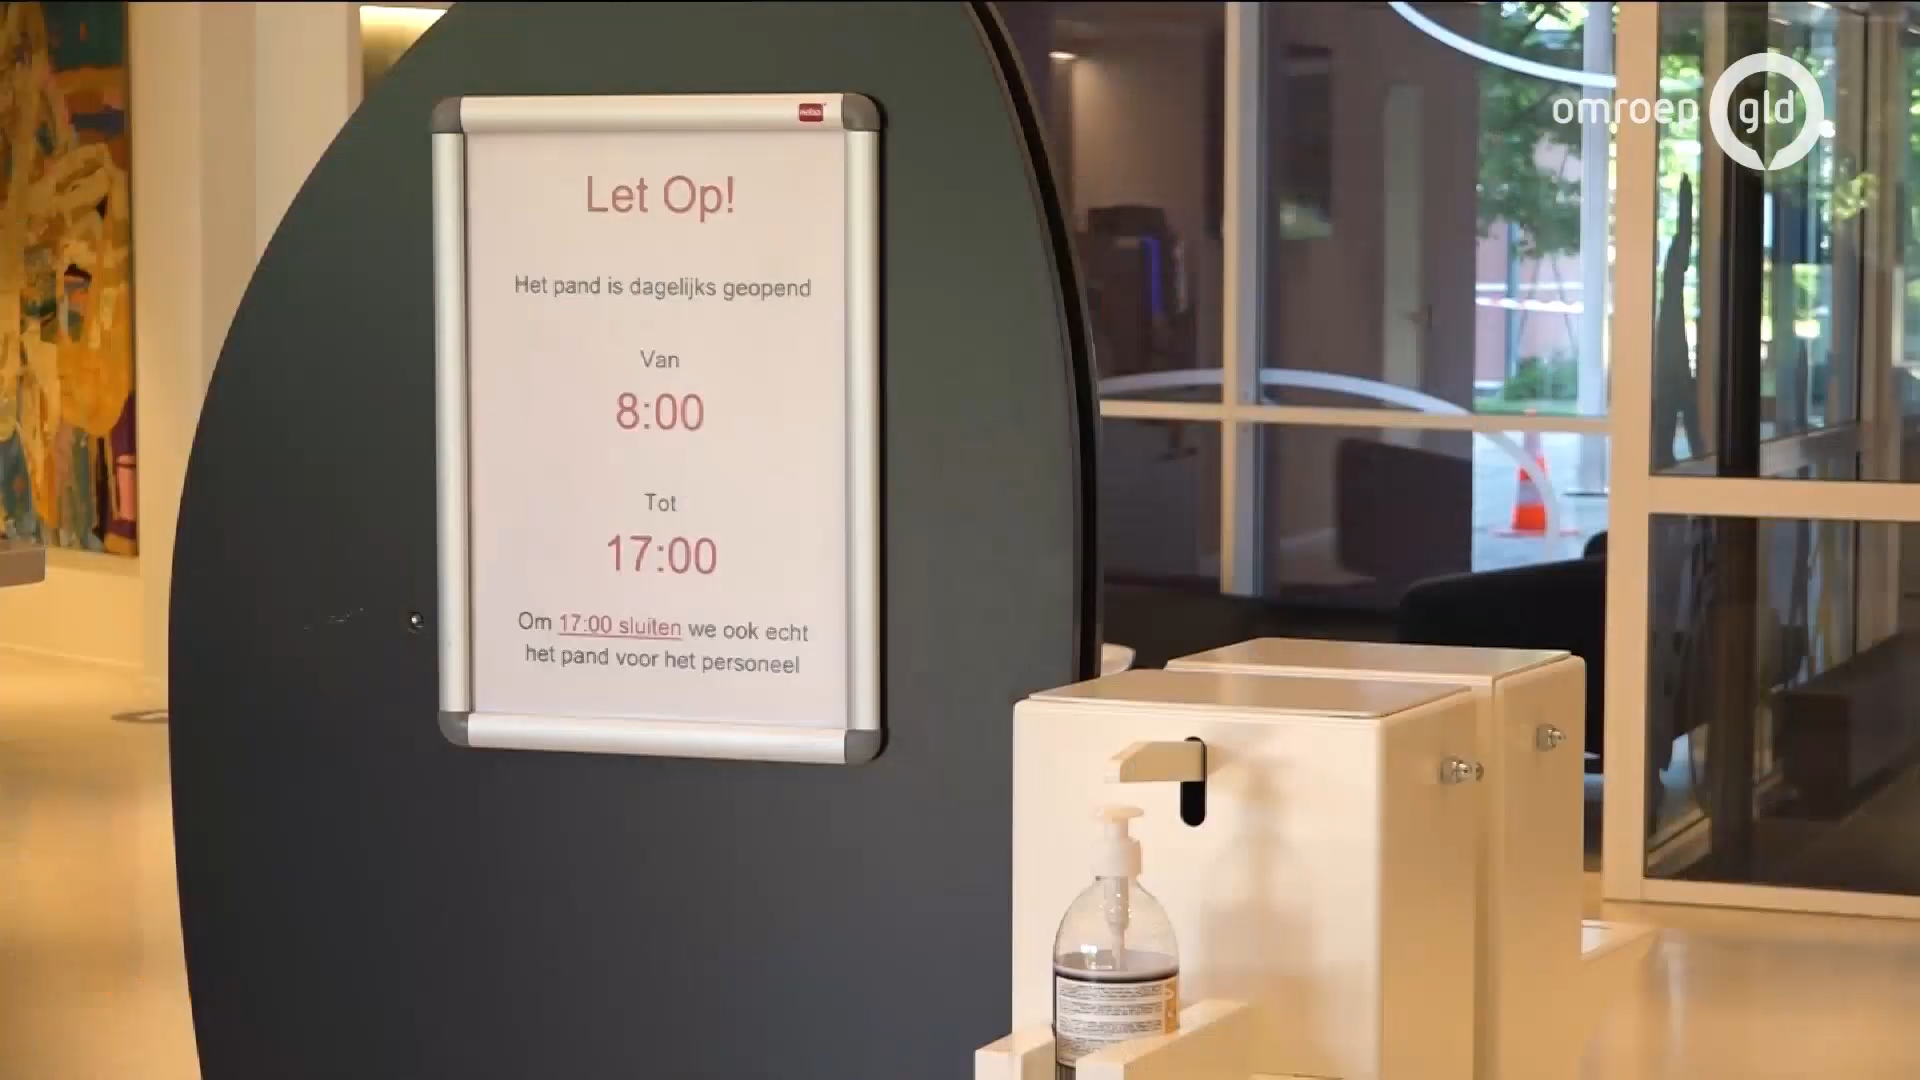 omroep gld
Let Op!
Het pand is dagelijks geopend
Van
8:00
Tot
17:00
Om 17:00 sluiten we ook echt
het pand voor het personeel